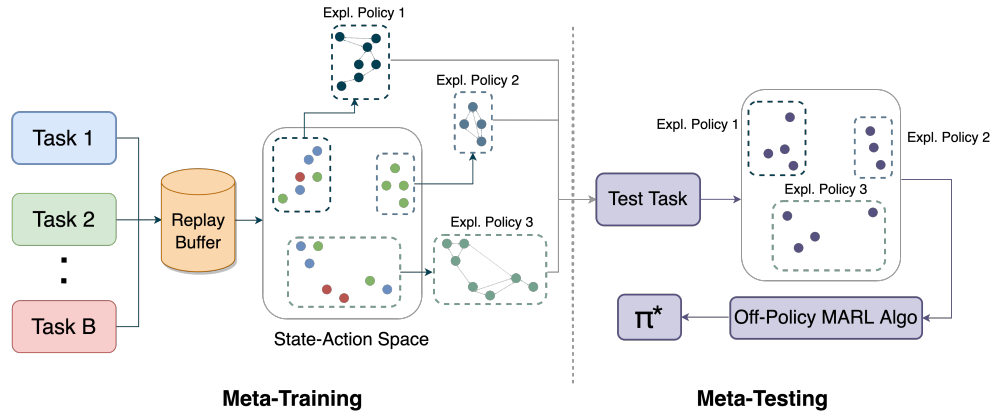 Expl. Policy 1
Expl. Policy 2
Task 1
Task 2
Task B
Replay
Buffer
Expl. Policy 3
State-Action Space
Meta-Training
Test Task
Expl. Policy 1
Expl. Policy 2
Expl. Policy 3
π*
Off-Policy MARL Algo
Meta-Testing